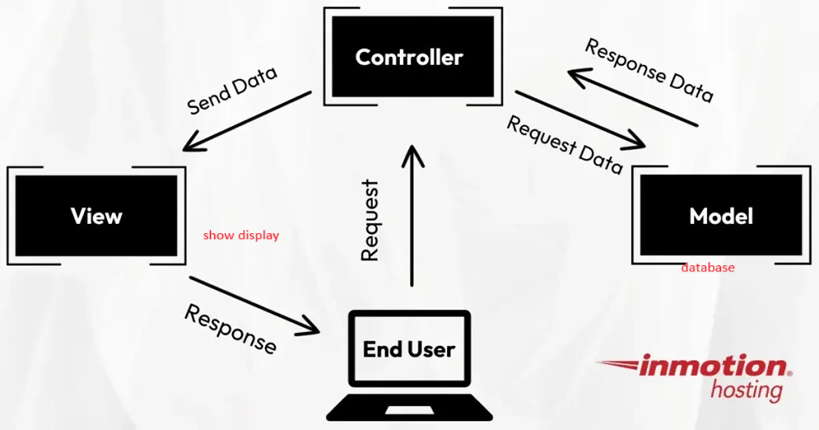 Controller
Send Data
Response Data
Request Data
View
show display
Request
Model
database
Response
End User
inmotion®
hosting